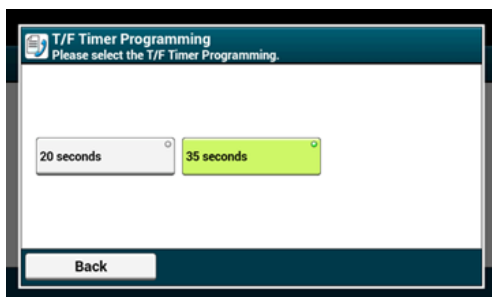 T/F Timer Programming
Please select the T/F Timer Programming.
20 seconds
35 seconds
Back